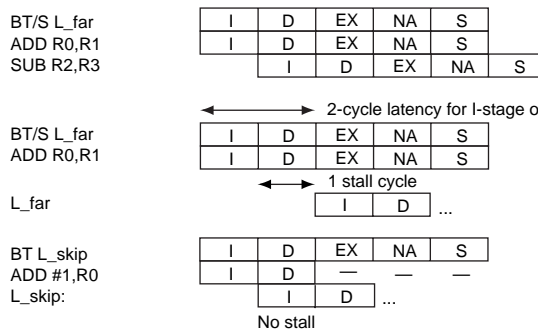 BT/S L_far I D EX NA S
ADD R0,R1 I D EX NA S
SUB R2,R3 I D EX NA S
2-cycle latency for I-stage o
BT/S L_far I D EX NA S
ADD R0,R1 I D EX NA S
1 stall cycle
L_far I D ...
BT L_skip I D EX NA S
ADD #1,R0 I D — — —
L_skip: I D ...
No stall